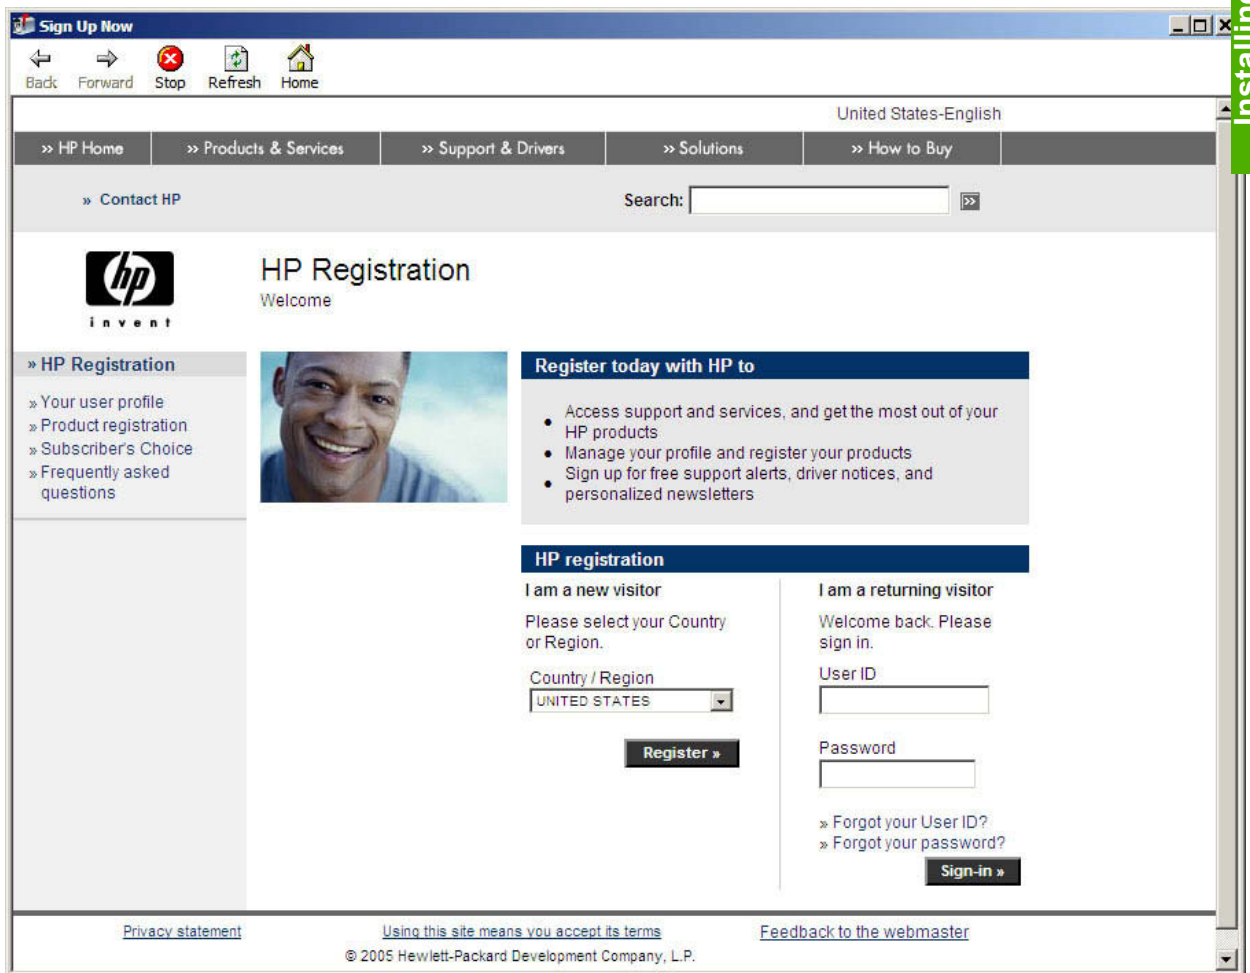 Sign Up Now
Back Forward Stop Refresh Home
United States-English
» HP Home » Products & Services » Support & Drivers » Solutions » How to Buy
» Contact HP
Search:
hp
invent
HP Registration
Welcome
» HP Registration
» Your user profile
» Product registration
» Subscriber's Choice
» Frequently asked
questions
Register today with HP to
• Access support and services, and get the most out of your
HP products
• Manage your profile and register your products
• Sign up for free support alerts, driver notices, and
personalized newsletters
HP registration
I am a new visitor
Please select your Country
or Region.
Country / Region
UNITED STATES
Register »
I am a returning visitor
Welcome back. Please
sign in.
User ID
Password
» Forgot your User ID?
» Forgot your password?
Sign-in »
Privacy statement
Using this site means you accept its terms
Feedback to the webmaster
© 2005 Hewlett-Packard Development Company, L.P.